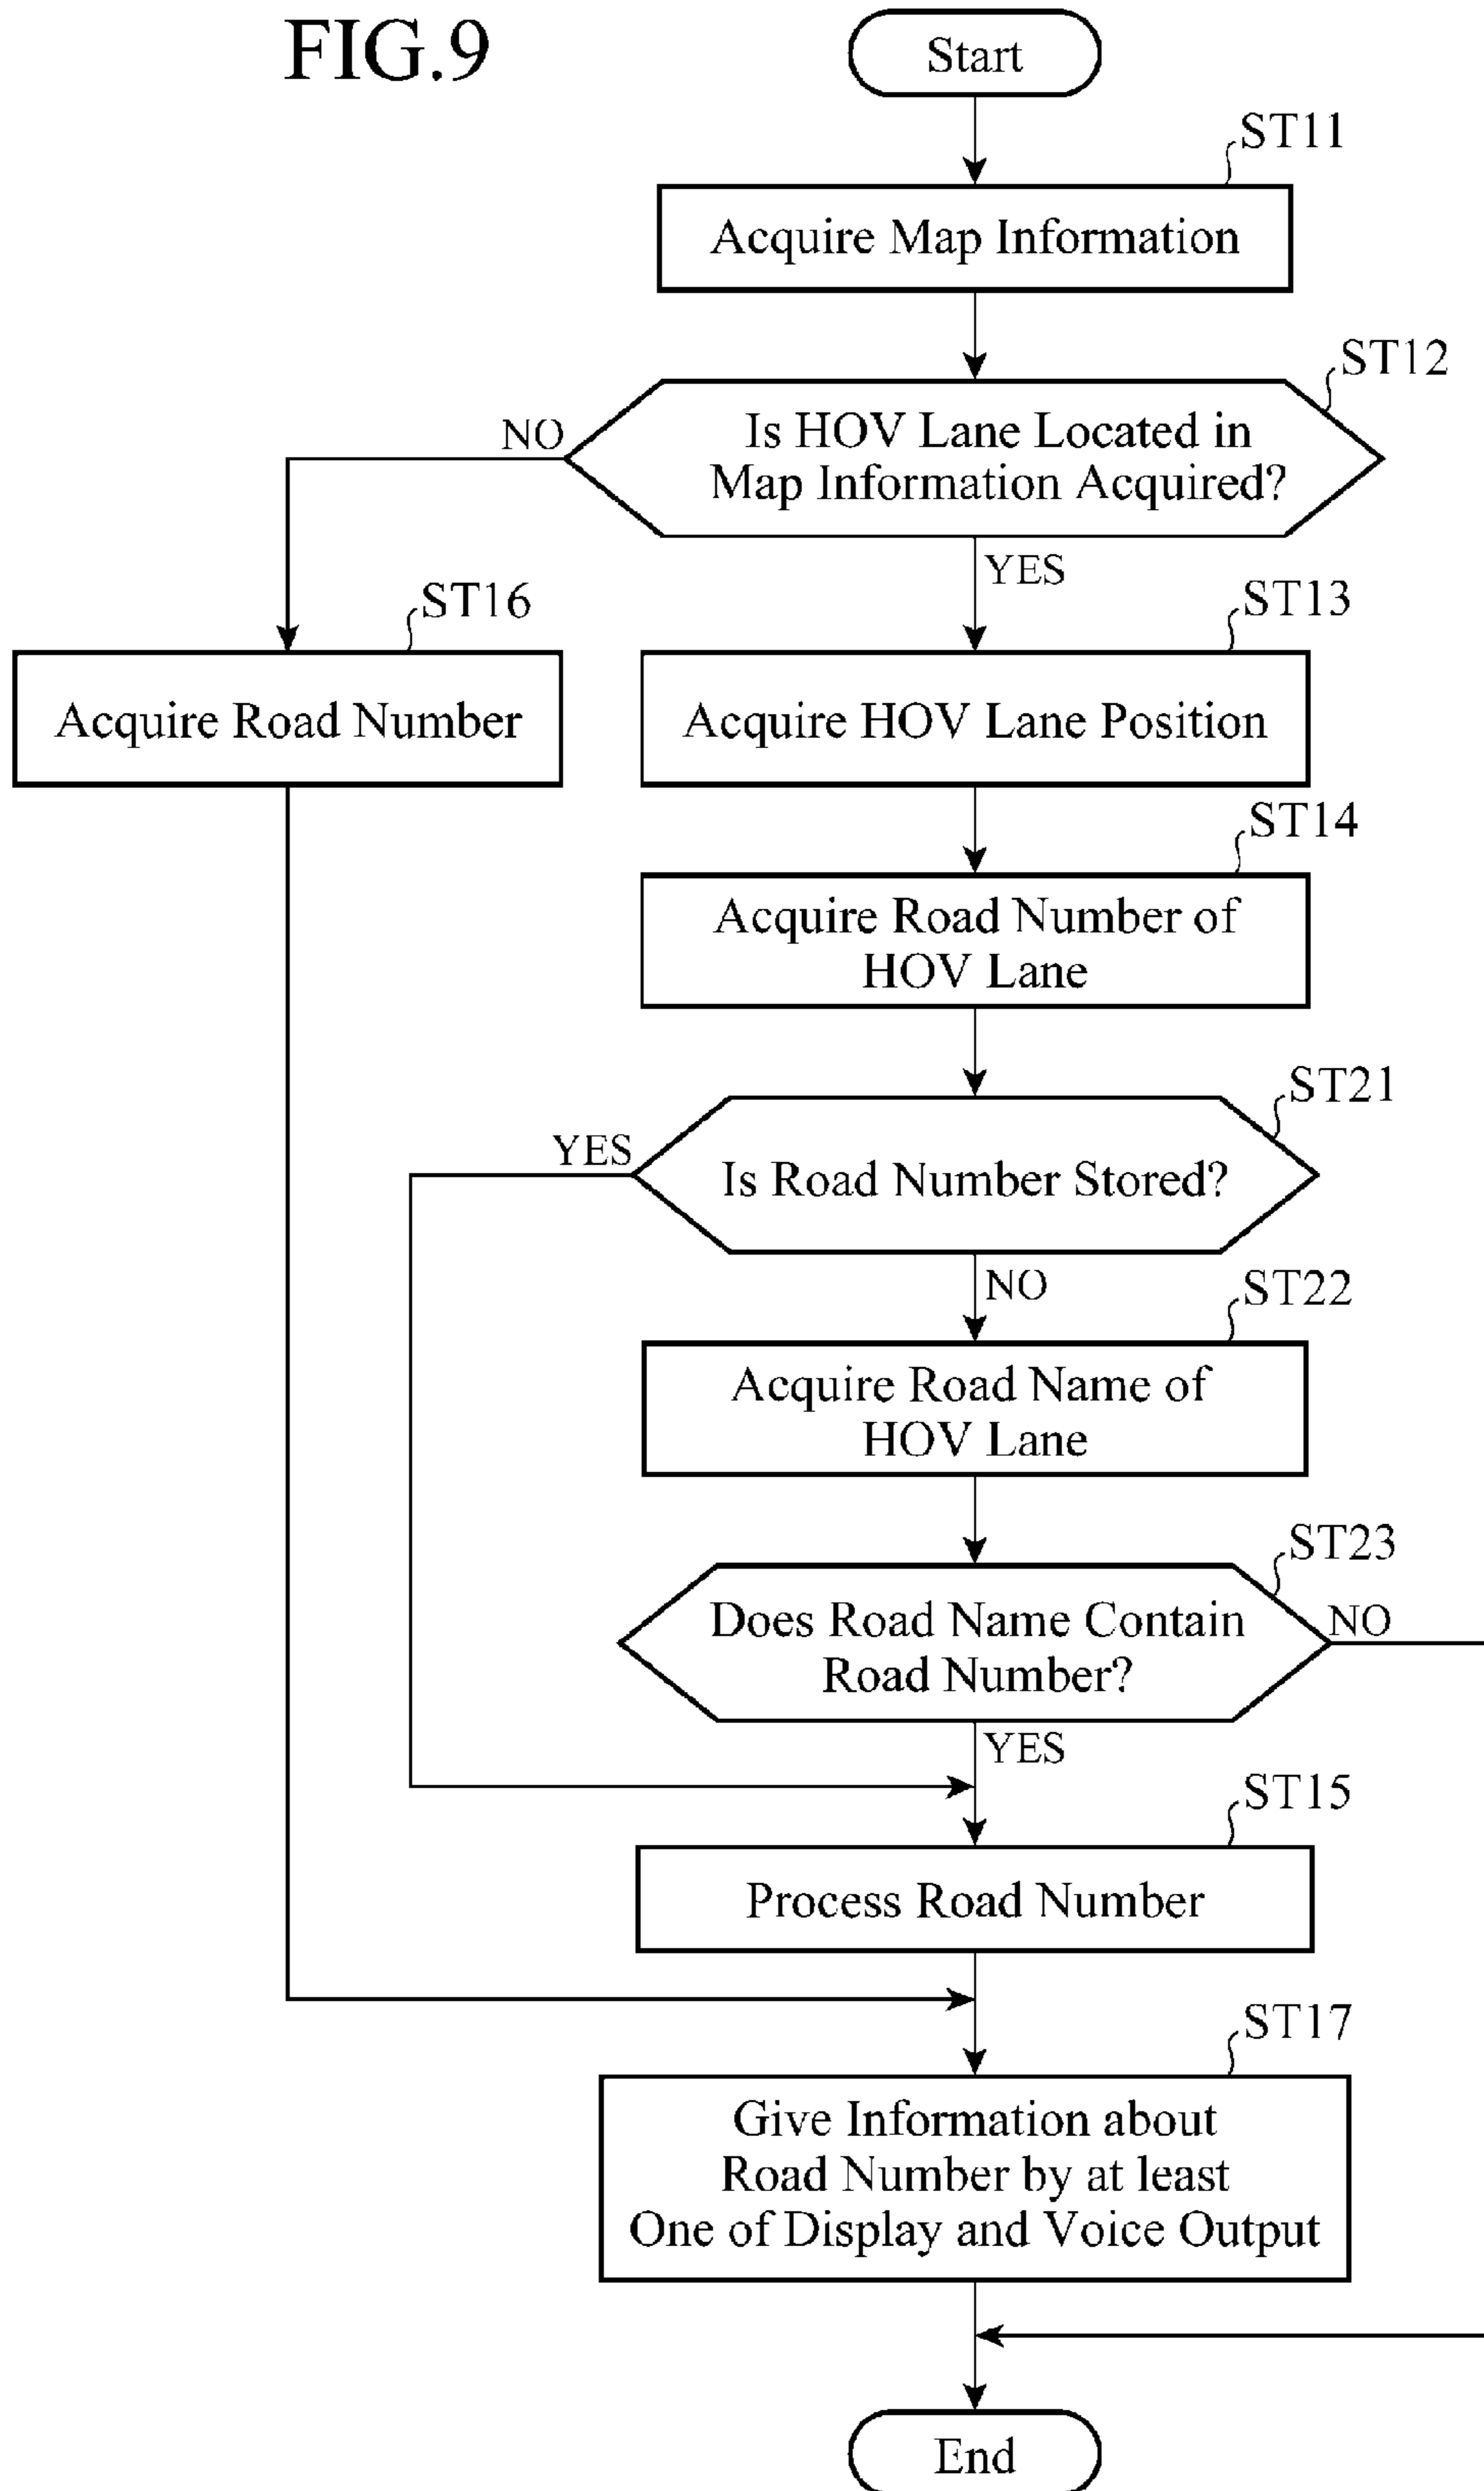 FIG.9
Start
ST11
Acquire Map Information
ST12
NO
Is HOV Lane Located in
Map Information Acquired?
YES
ST16
Acquire Road Number
ST13
Acquire HOV Lane Position
ST14
Acquire Road Number of
HOV Lane
ST21
YES
Is Road Number Stored?
NO
ST22
Acquire Road Name of
HOV Lane
ST23
Does Road Name Contain
Road Number?
NO
YES
ST15
Process Road Number
ST17
Give Information about
Road Number by at least
One of Display and Voice Output
End